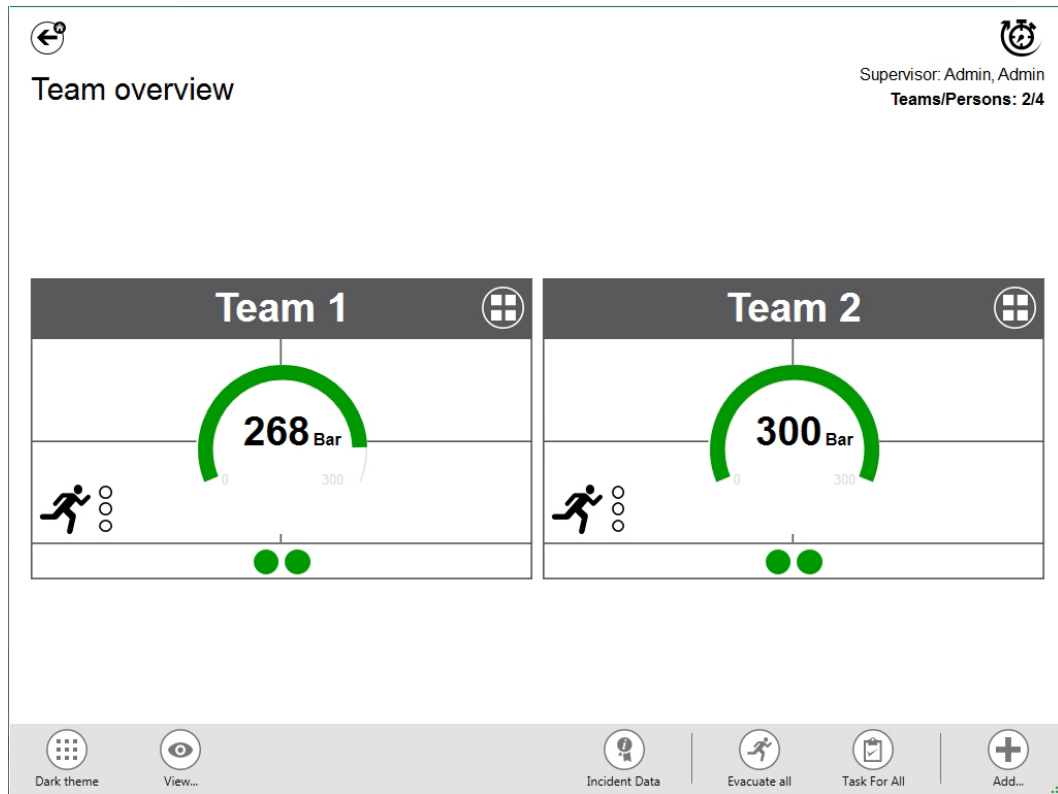 Supervisor: Admin, Admin
Team overview
Teams/Persons: 2/4
Team 1
Team 2
268 Bar
300 Bar
0 300
0 300
Dark theme
View...
Incident Data
Evacuate all
Task For All
Add...